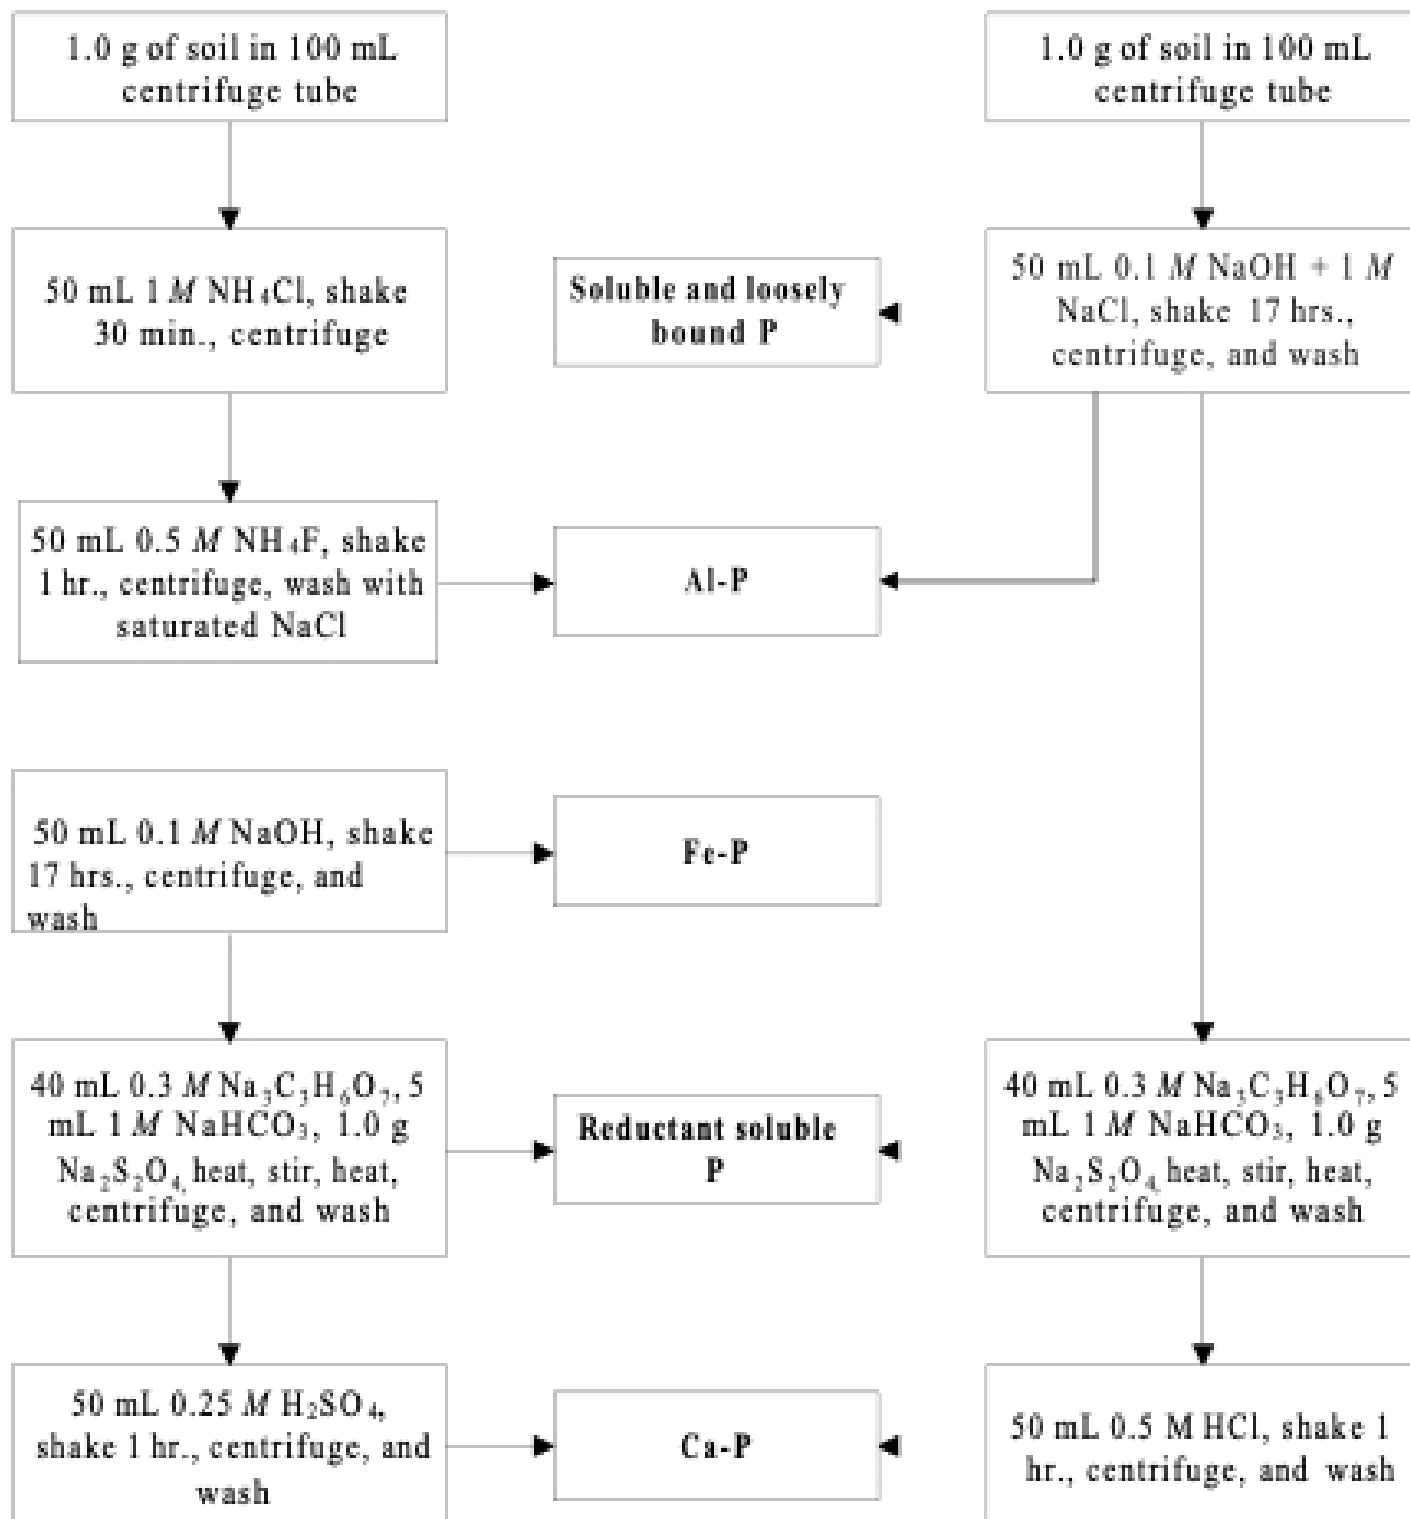 1.0 g of soil in 100 mL
centrifuge tube
1.0 g of soil in 100 mL
centrifuge tube
50 mL 1 M NH₄Cl, shake
30 min., centrifuge
Soluble and loosely
bound P
50 mL 0.1 M NaOH + 1 M
NaCl, shake 17 hrs.,
centrifuge, and wash
50 mL 0.5 M NH₄F, shake
1 hr., centrifuge, wash with
saturated NaCl
Al-P
50 mL 0.1 M NaOH, shake
17 hrs., centrifuge, and
wash
Fe-P
40 mL 0.3 M Na₃C₃H₆O₇, 5
mL 1 M NaHCO₃, 1.0 g
Na₂S₂O₄, heat, stir, heat,
centrifuge, and wash
Reductant soluble
P
40 mL 0.3 M Na₃C₃H₆O₇, 5
mL 1 M NaHCO₃, 1.0 g
Na₂S₂O₄, heat, stir, heat,
centrifuge, and wash
50 mL 0.25 M H₂SO₄,
shake 1 hr., centrifuge, and
wash
Ca-P
50 mL 0.5 M HCl, shake 1
hr., centrifuge, and wash